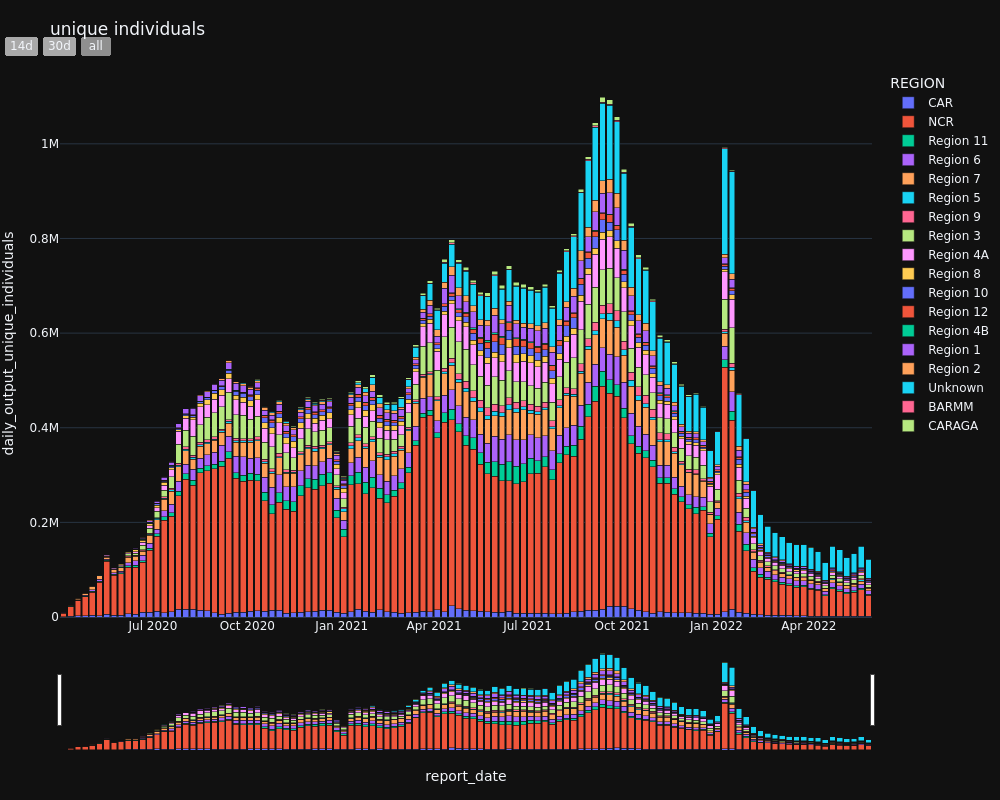 unique individuals
14d
30d
all
REGION
CAR
NCR
Region 11
Region 6
Region 7
Region 5
Region 9
Region 3
Region 4A
Region 8
Region 10
Region 12
Region 4B
Region 1
Region 2
Unknown
BARMM
CARAGA
daily_output_unique_individuals
1M
0.8M
0.6M
0.4M
0.2M
0
Jul 2020
Oct 2020
Jan 2021
Apr 2021
Jul 2021
Oct 2021
Jan 2022
Apr 2022
report_date